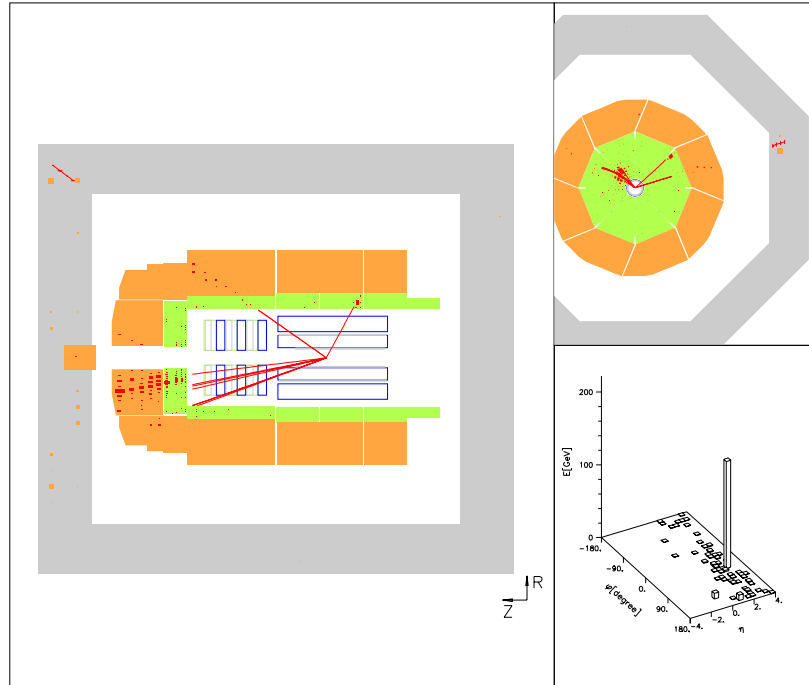 R
Z
E[GeV]
200
100
0
-180.
-90.
0.
90.
180.
φ[degree]
-4.
-2.
0.
2.
4.
η